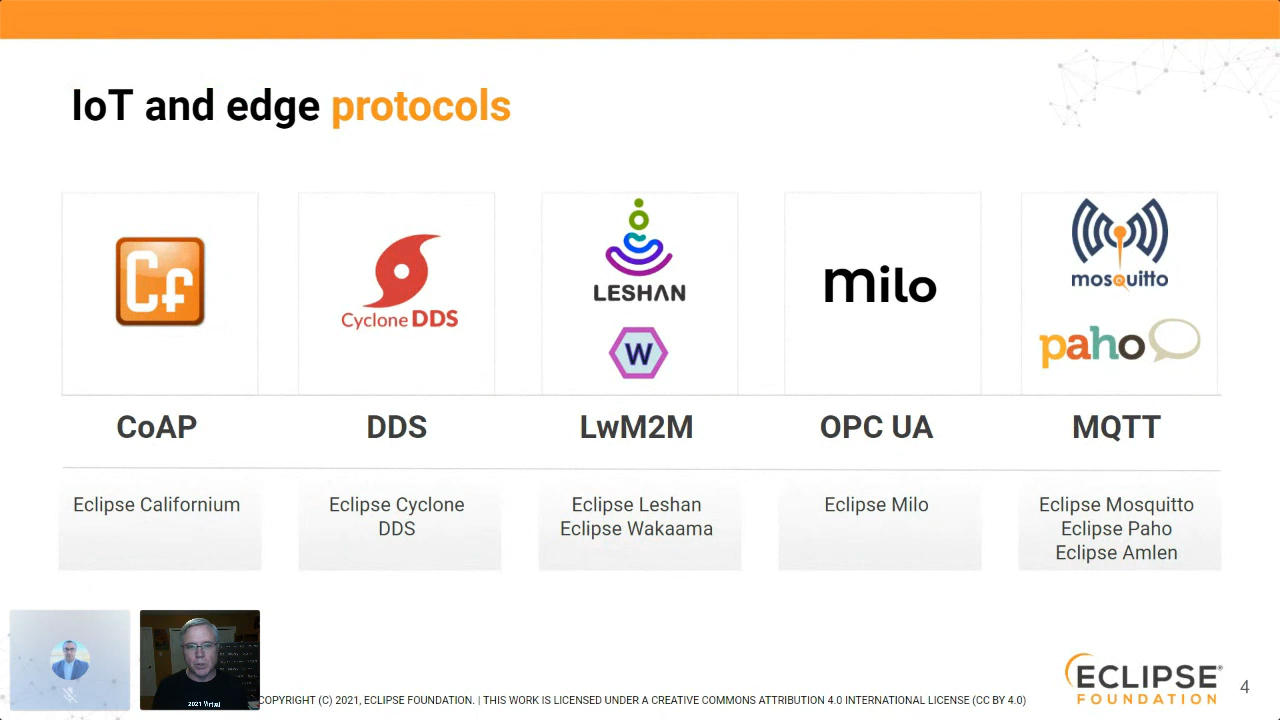 IoT and edge protocols
Cf
Cyclone DDS
LESHAN
W
milo
mosquitto
paho
CoAP
DDS
LwM2M
OPC UA
MQTT
Eclipse Californium
Eclipse Cyclone
DDS
Eclipse Leshan
Eclipse Wakaama
Eclipse Milo
Eclipse Mosquitto
Eclipse Paho
Eclipse Amlen
2021 Virtual
COPYRIGHT (C) 2021, ECLIPSE FOUNDATION. | THIS WORK IS LICENSED UNDER A CREATIVE COMMONS ATTRIBUTION 4.0 INTERNATIONAL LICENSE (CC BY 4.0)
ECLIPSE®
FOUNDATION
4